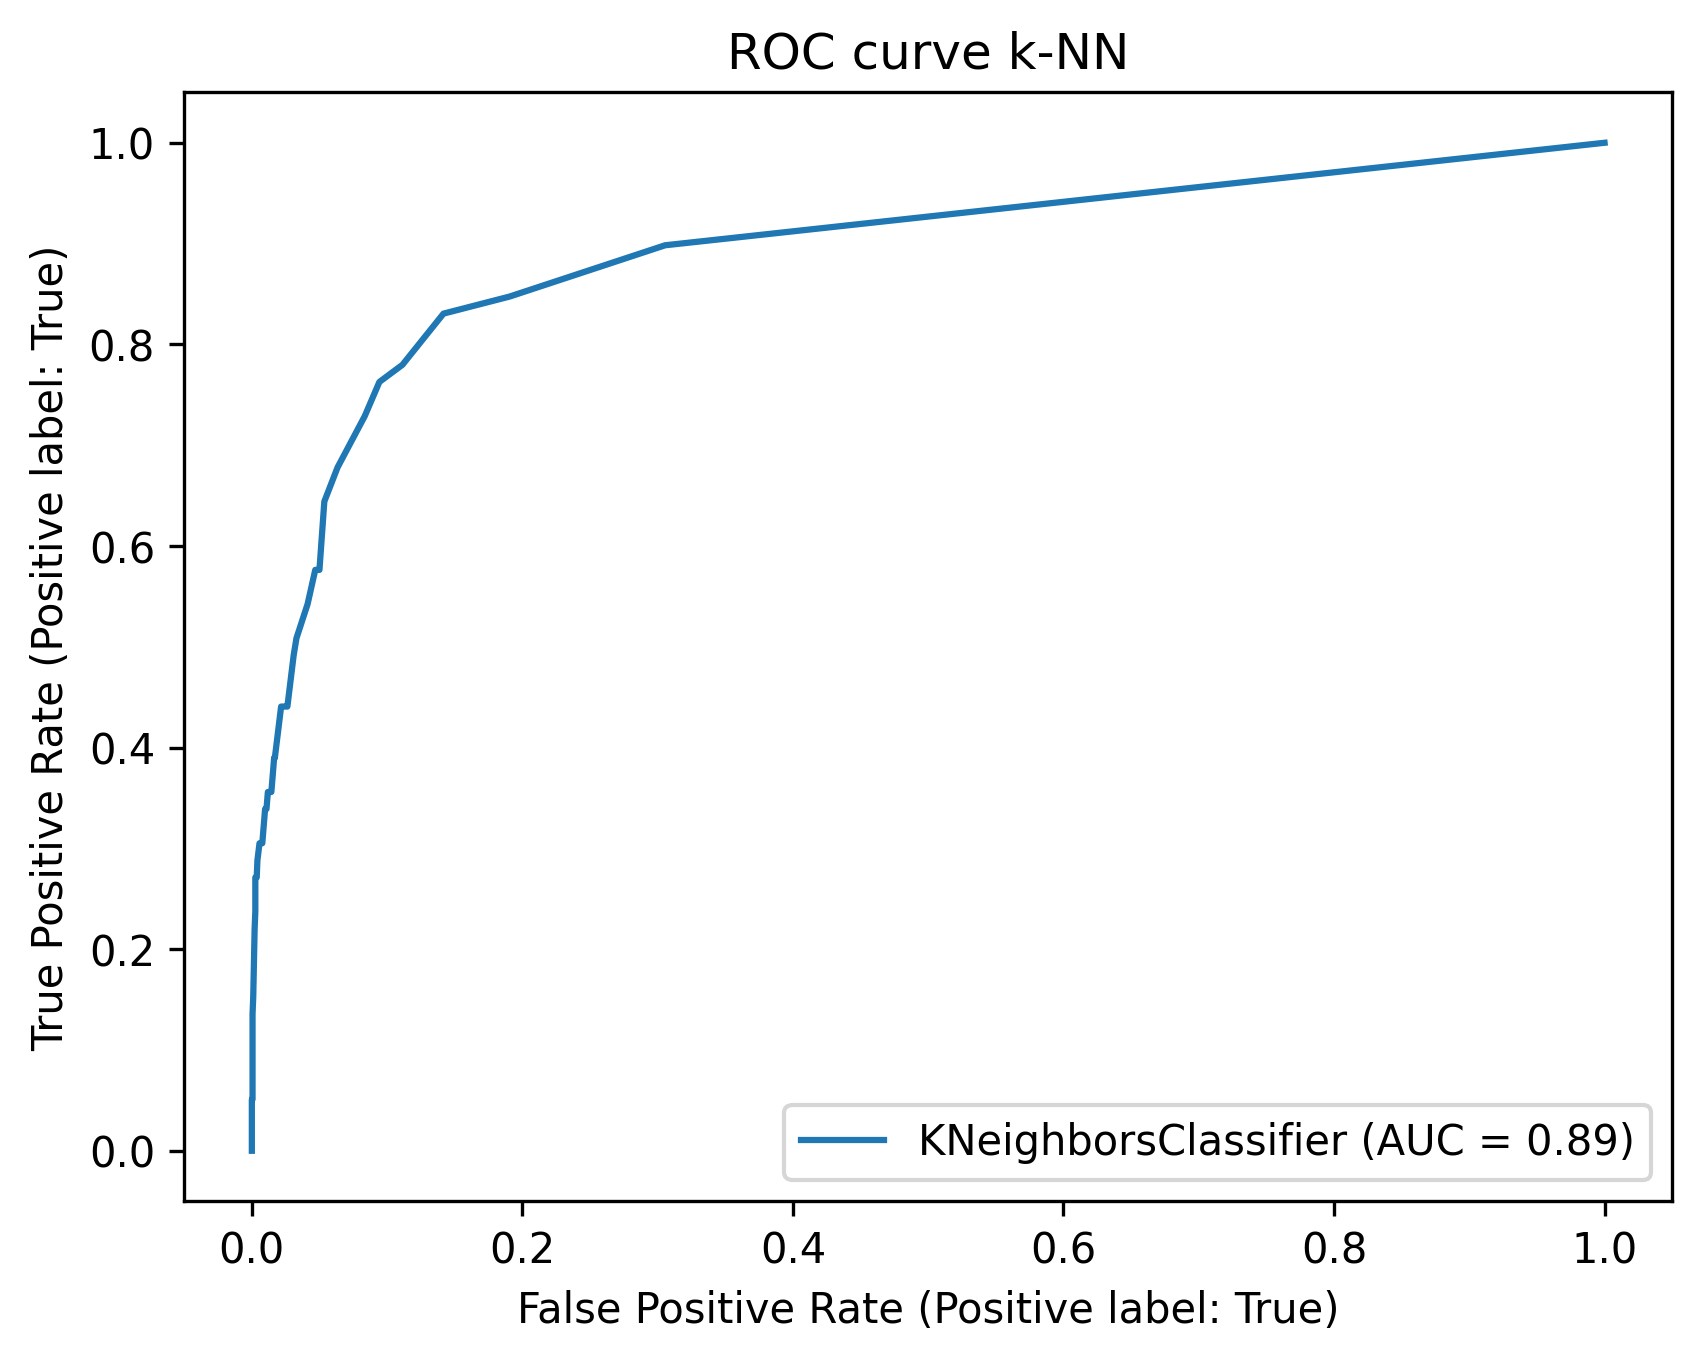 ROC curve k-NN
True Positive Rate (Positive label: True)
1.0
0.8
0.6
0.4
0.2
0.0
KNeighborsClassifier (AUC = 0.89)
0.0 0.2 0.4 0.6 0.8 1.0
False Positive Rate (Positive label: True)